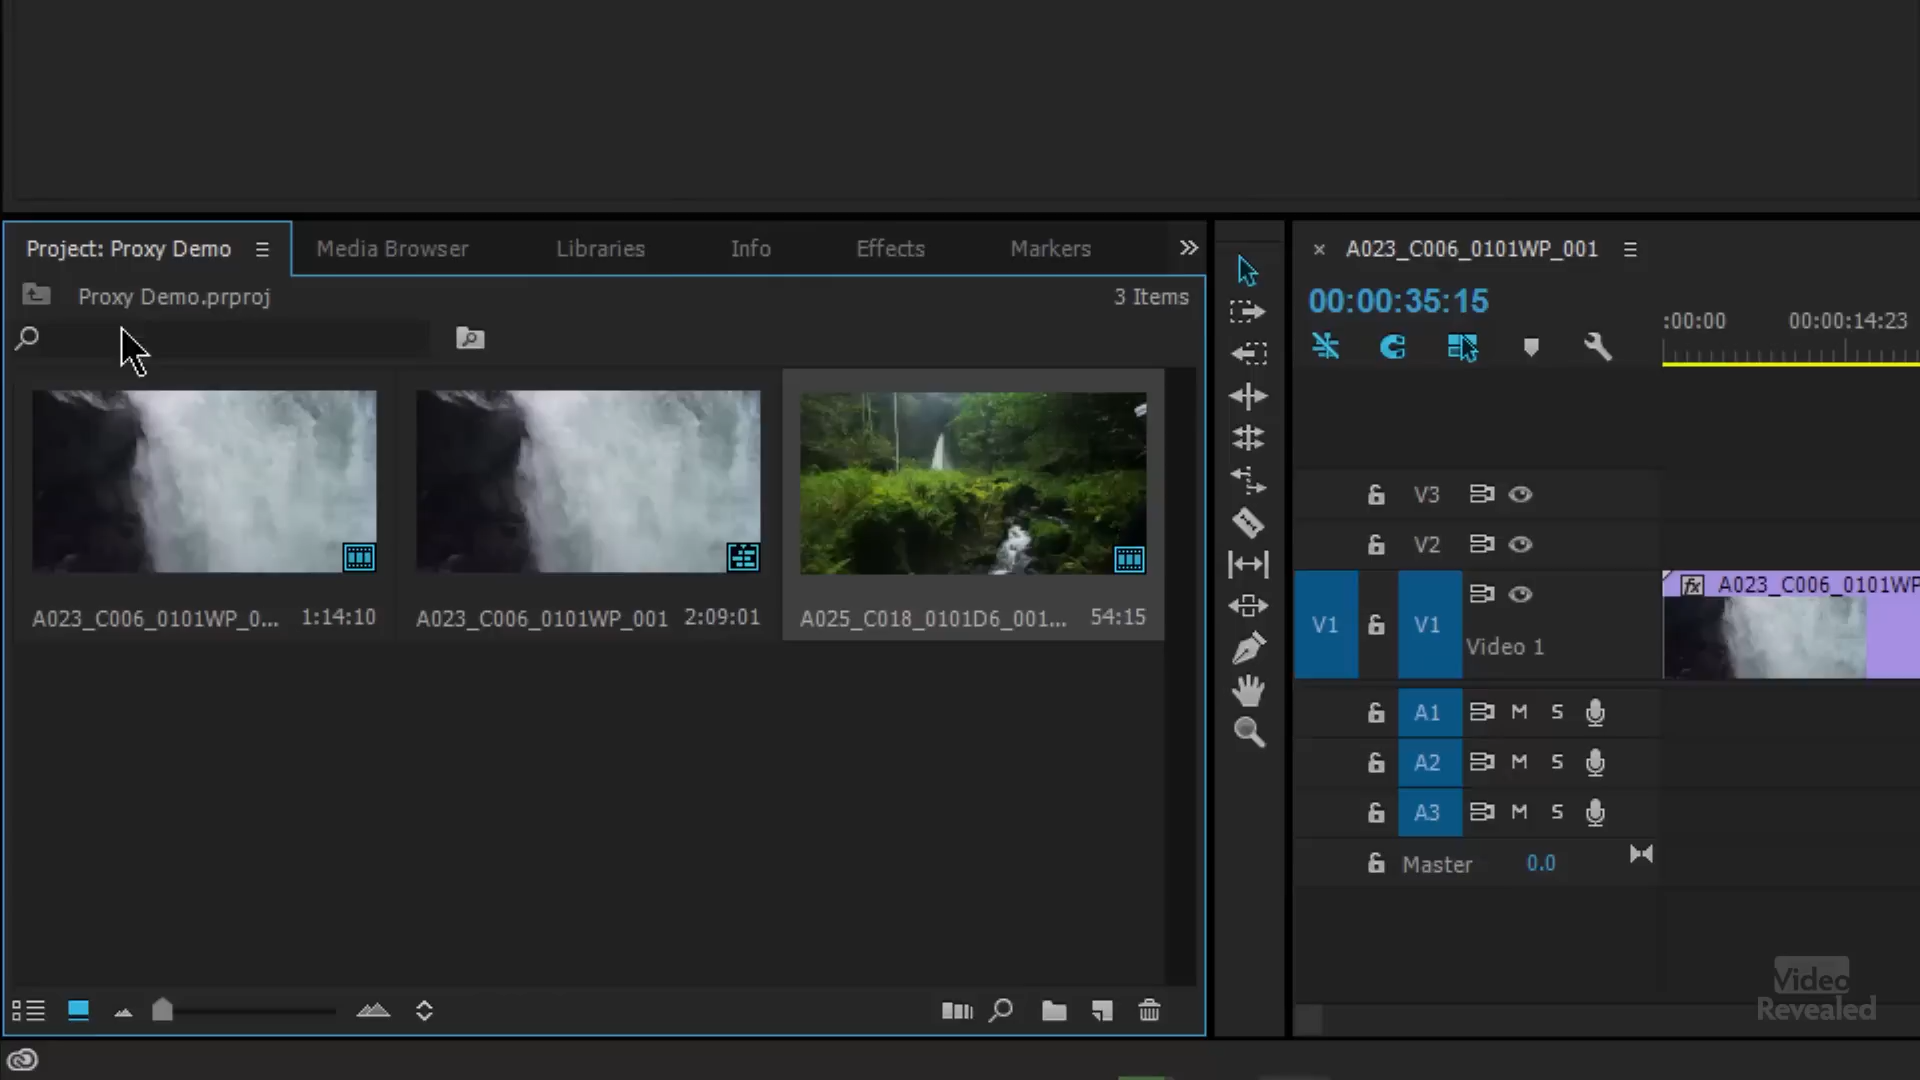 Project: Proxy Demo
Media Browser
Libraries
Info
Effects
Markers
Proxy Demo.prproj
3 Items
A023_C006_0101WP_0... 1:14:10
A023_C006_0101WP_001 2:09:01
A025_C018_0101D6_001... 54:15
A023_C006_0101WP_001
00:00:35:15
:00:00
00:00:14:23
V3
V2
V1
V1
Video 1
fx A023_C006_0101WP
A1 M S
A2 M S
A3 M S
Master 0.0
Video
Revealed